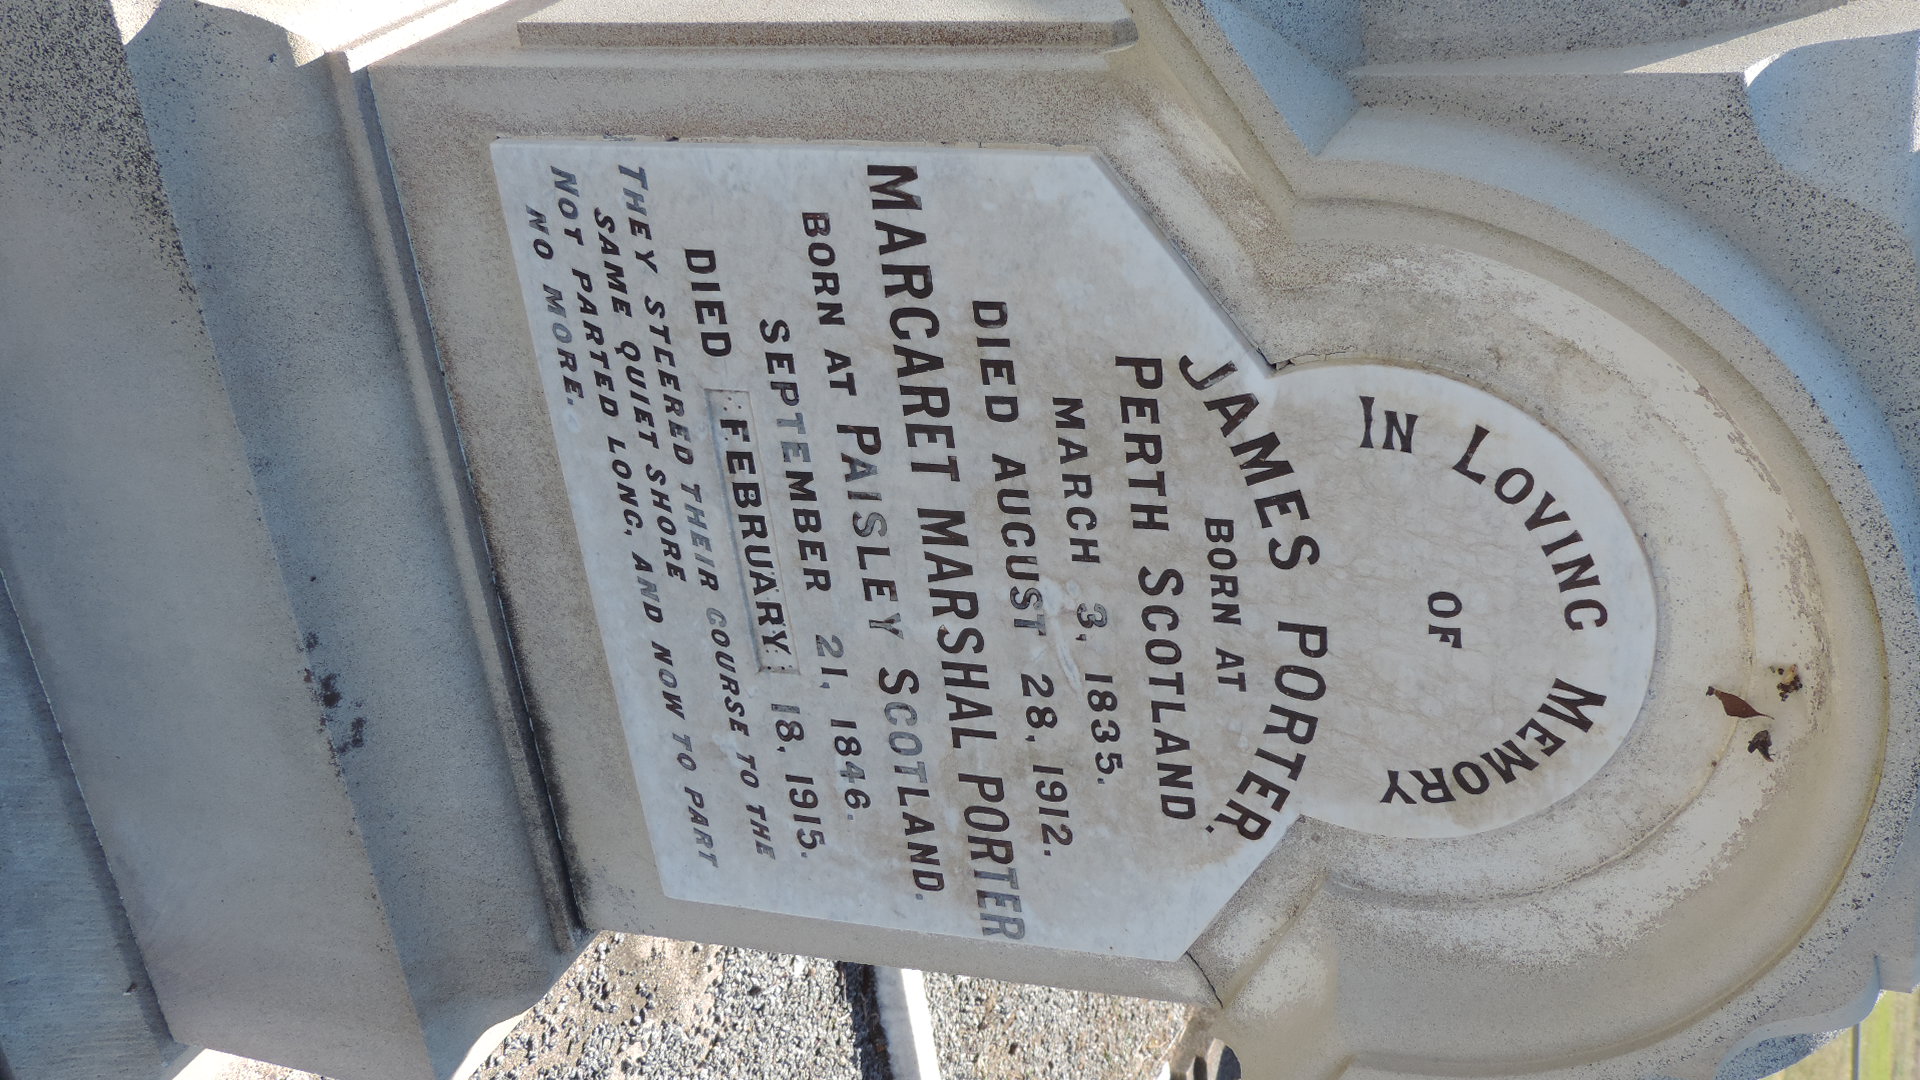 IN LOVING MEMORY
OF
JAMES PORTER.
BORN AT
PERTH SCOTLAND
MARCH 3, 1835.
DIED AUGUST 28, 1912.
MARGARET MARSHAL PORTER
BORN AT PAISLEY SCOTLAND.
SEPTEMBER 21, 1846.
DIED FEBRUARY 18, 1915.
THEY STEERED THEIR COURSE TO THE
SAME QUIET SHORE
NOT PARTED LONG, AND NOW TO PART
NO MORE.